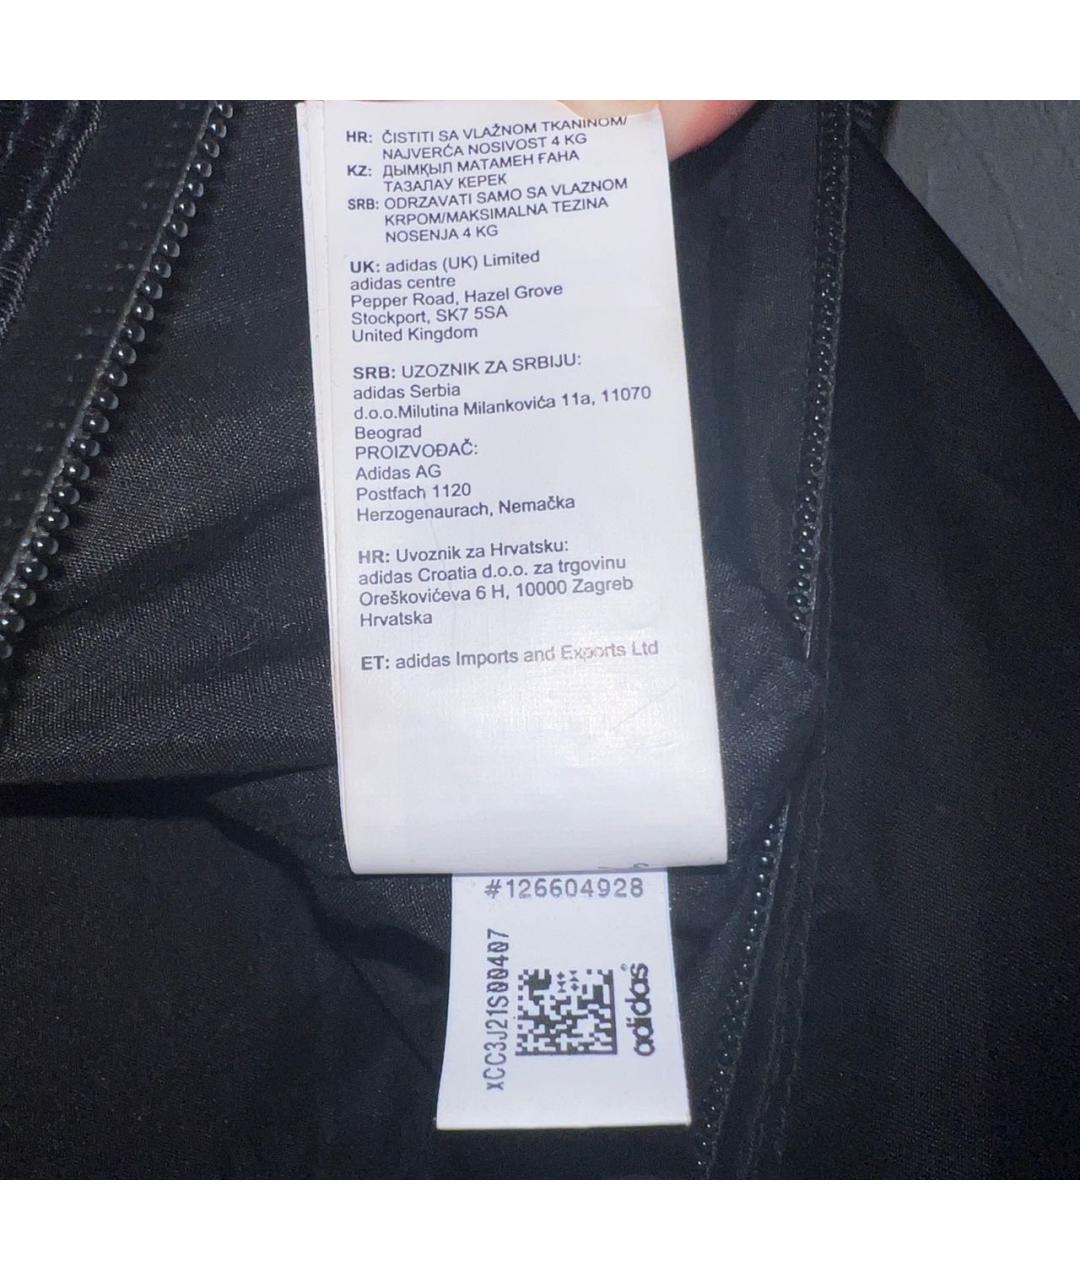 HR: ČISTITI SA VLAŽNOM TKANINOM/
NAJVERĆA NOSIVOST 4 KG
KZ: ДЫМҚЫЛ МАТАМЕН ҒАНА
ТАЗАЛАУ КЕРЕК
SRB: ODRZAVATI SAMO SA VLAZNOM
KRPOM/MAKSIMALNA TEZINA
NOSENJA 4 KG
UK: adidas (UK) Limited
adidas centre
Pepper Road, Hazel Grove
Stockport, SK7 5SA
United Kingdom
SRB: UZOZNIK ZA SRBIJU:
adidas Serbia
d.o.o.Milutina Milankovića 11a, 11070
Beograd
PROIZVOĐAČ:
Adidas AG
Postfach 1120
Herzogenaurach, Nemačka
HR: Uvoznik za Hrvatsku:
adidas Croatia d.o.o. za trgovinu
Oreškovićeva 6 H, 10000 Zagreb
Hrvatska
ET: adidas Imports and Exports Ltd
#126604928
xCC3J21S00407
adidas®